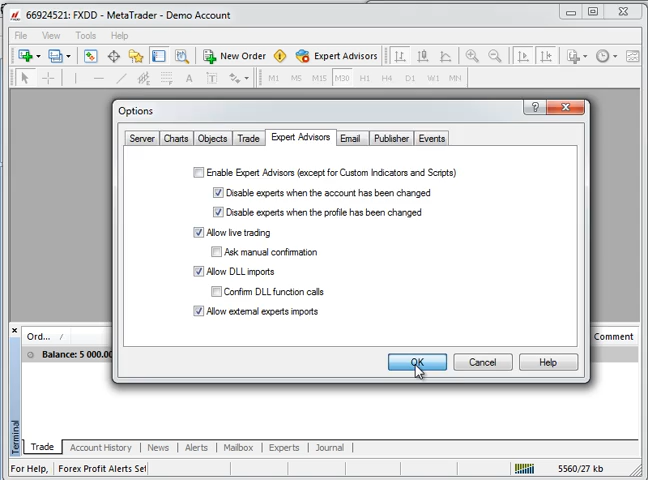 66924521: FXDD - MetaTrader - Demo Account
File View Tools Help
New Order Expert Advisors
M1 M5 M15 M30 H1 H4 D1 W1 MN
Options
Server Charts Objects Trade Expert Advisors Email Publisher Events
Enable Expert Advisors (except for Custom Indicators and Scripts)
Disable experts when the account has been changed
Disable experts when the profile has been changed
Allow live trading
Ask manual confirmation
Allow DLL imports
Confirm DLL function calls
Allow external experts imports
Ord... / Comment
Balance: 5 000.00
OK Cancel Help
Terminal
Trade Account History News Alerts Mailbox Experts Journal
For Help, Forex Profit Alerts Set 5560/27 kb